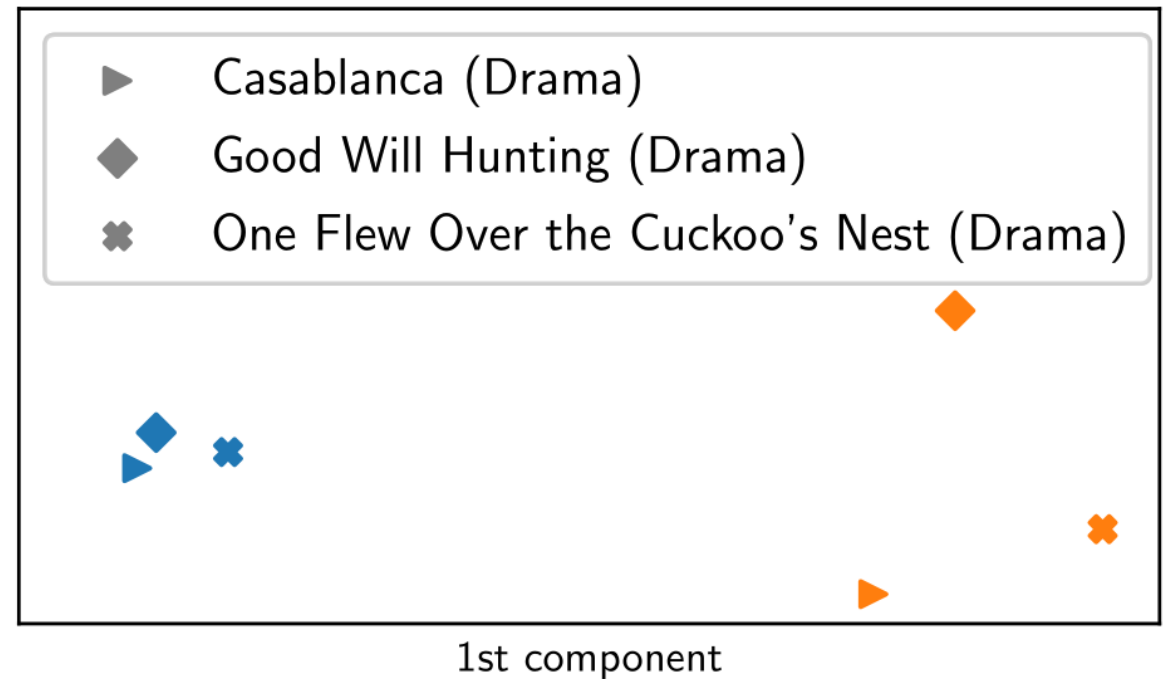 Casablanca (Drama)
Good Will Hunting (Drama)
One Flew Over the Cuckoo's Nest (Drama)
1st component